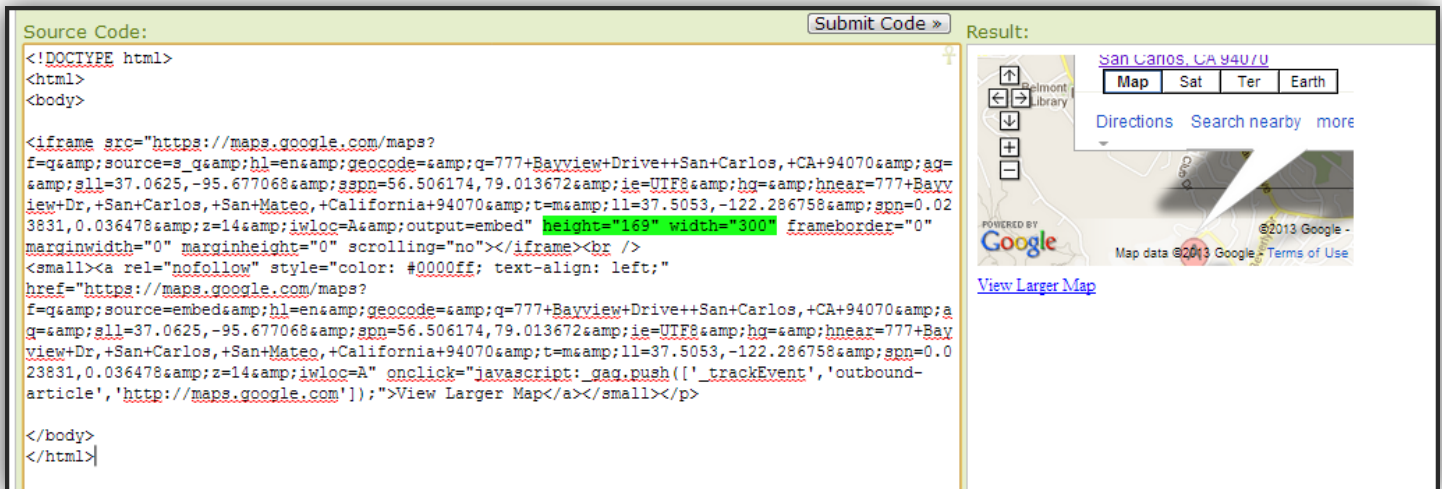 Source Code:
Submit Code »
<!DOCTYPE html>
<html>
<body>
<iframe src="https://maps.google.com/maps?
f=q&amp;source=s_q&amp;hl=en&amp;geocode=&amp;q=777+Bayview+Drive++San+Carlos,+CA+94070&amp;aq=
&amp;sll=37.0625,-95.677068&amp;sspn=56.506174,79.013672&amp;ie=UTF8&amp;hq=&amp;hnear=777+Bayv
iew+Dr,+San+Carlos,+San+Mateo,+California+94070&amp;t=m&amp;ll=37.5053,-122.286758&amp;spn=0.02
3831,0.036478&amp;z=14&amp;iwloc=A&amp;output=embed" height="169" width="300" frameborder="0"
marginwidth="0" marginheight="0" scrolling="no"></iframe><br />
<small><a rel="nofollow" style="color: #0000ff; text-align: left;"
href="https://maps.google.com/maps?
f=q&amp;source=embed&amp;hl=en&amp;geocode=&amp;q=777+Bayview+Drive++San+Carlos,+CA+94070&amp;a
q=&amp;sll=37.0625,-95.677068&amp;spn=56.506174,79.013672&amp;ie=UTF8&amp;hq=&amp;hnear=777+Bay
view+Dr,+San+Carlos,+San+Mateo,+California+94070&amp;t=m&amp;ll=37.5053,-122.286758&amp;spn=0.0
23831,0.036478&amp;z=14&amp;iwloc=A" onclick="javascript:_gaq.push(['_trackEvent','outbound-
article','http://maps.google.com']);">View Larger Map</a></small></p>
</body>
</html>
Result:
San Carlos, CA 94070
Map Sat Ter Earth
Belmont
Library
Directions Search nearby more
Club Dr
POWERED BY
Google
©2013 Google -
Map data ©2013 Google - Terms of Use
View Larger Map